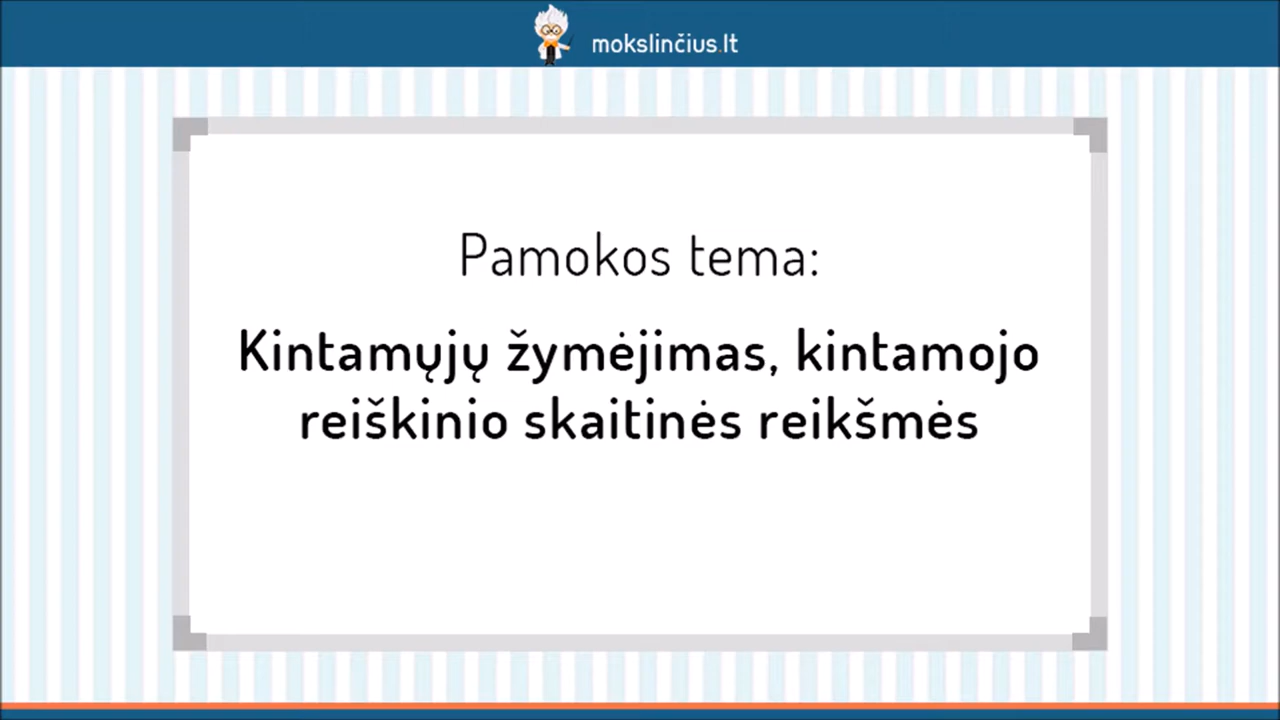 mokslinčius.lt
Pamokos tema:
Kintamųjų žymėjimas, kintamojo
reiškinio skaitinės reikšmės